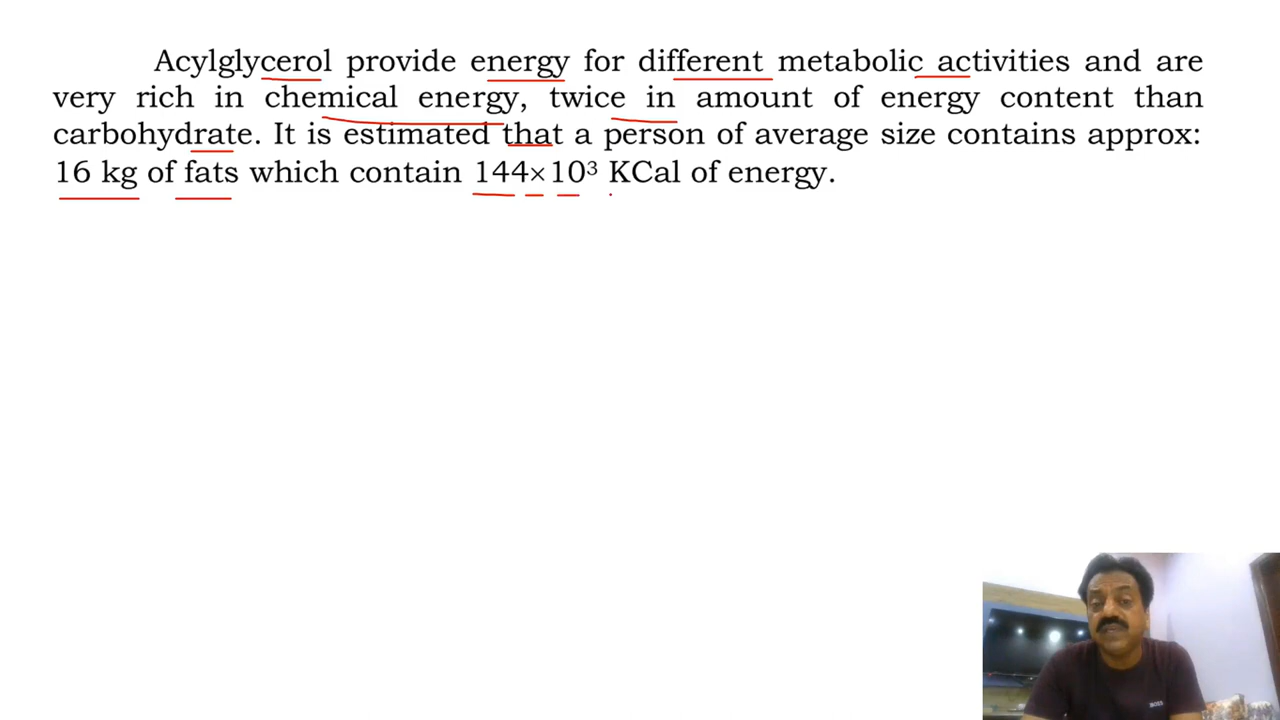 Acylglycerol provide energy for different metabolic activities and are
very rich in chemical energy, twice in amount of energy content than
carbohydrate. It is estimated that a person of average size contains approx:
16 kg of fats which contain 144×10³ KCal of energy.
BOSS